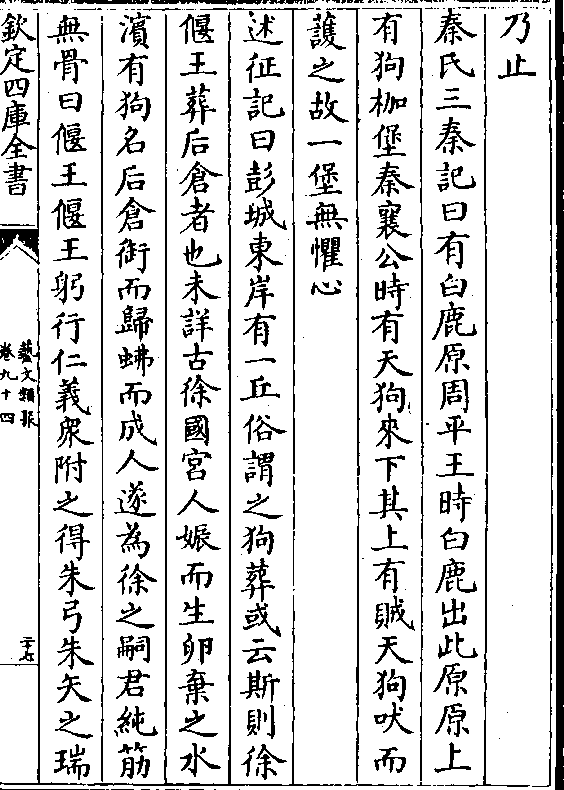 乃止
秦氏三秦記曰有白鹿原周平王時白鹿出此原原上
有狗枷堡秦襄公時有天狗來下其上有賊天狗吠而
䕶之故一堡無懼心
述征記曰彭城東岸有一丘俗謂之狗葬或云斯則徐
偃王葬后倉者也未詳古徐國宮人娠而生卵棄之水
濱有狗名后倉銜而歸䖝而成人遂為徐之嗣君純筋
無骨曰偃王偃王躬行仁義衆附之得朱弓朱矢之瑞
欽定四庫全書
藝文類聚
卷九十四
二十七